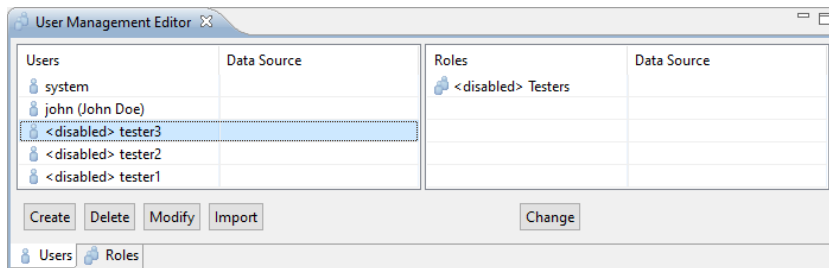 User Management Editor
Users Data Source Roles Data Source
system <disabled> Testers
john (John Doe)
<disabled> tester3
<disabled> tester2
<disabled> tester1
Create Delete Modify Import Change
Users Roles